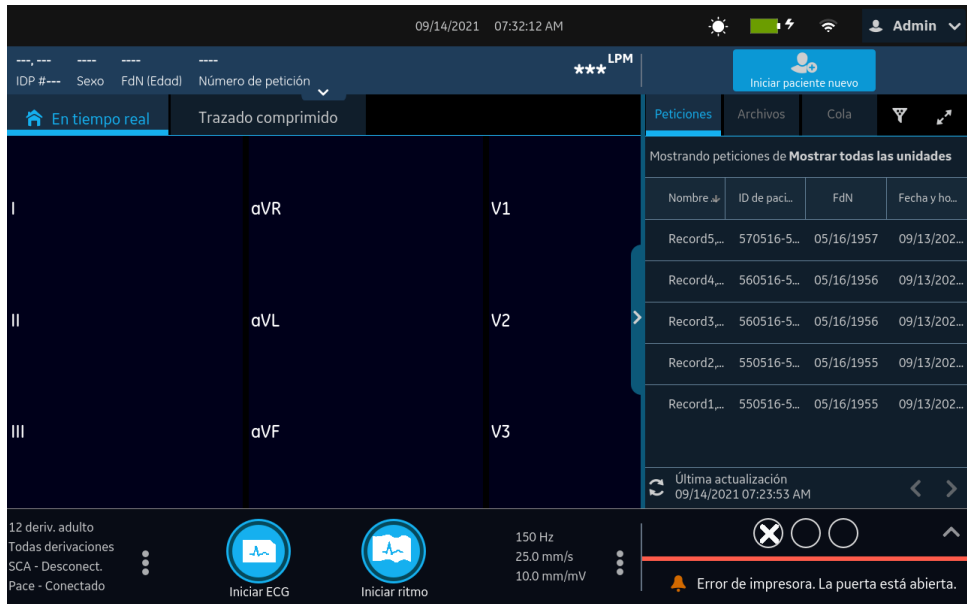 09/14/2021 07:32:12 AM
Admin
---, --- ---- ---- ----
IDP #--- Sexo FdN (Edad) Número de petición
***LPM
Iniciar paciente nuevo
En tiempo real Trazado comprimido
Peticiones Archivos Cola
Mostrando peticiones de Mostrar todas las unidades
Nombre ID de paci... FdN Fecha y ho...
Record5,... 570516-5... 05/16/1957 09/13/202...
Record4,... 560516-5... 05/16/1956 09/13/202...
Record3,... 560516-5... 05/16/1956 09/13/202...
Record2,... 550516-5... 05/16/1955 09/13/202...
Record1,... 550516-5... 05/16/1955 09/13/202...
Última actualización
09/14/2021 07:23:53 AM
I aVR V1
II aVL V2
III aVF V3
12 deriv. adulto
Todas derivaciones
SCA - Desconect.
Pace - Conectado
Iniciar ECG
Iniciar ritmo
150 Hz
25.0 mm/s
10.0 mm/mV
Error de impresora. La puerta está abierta.